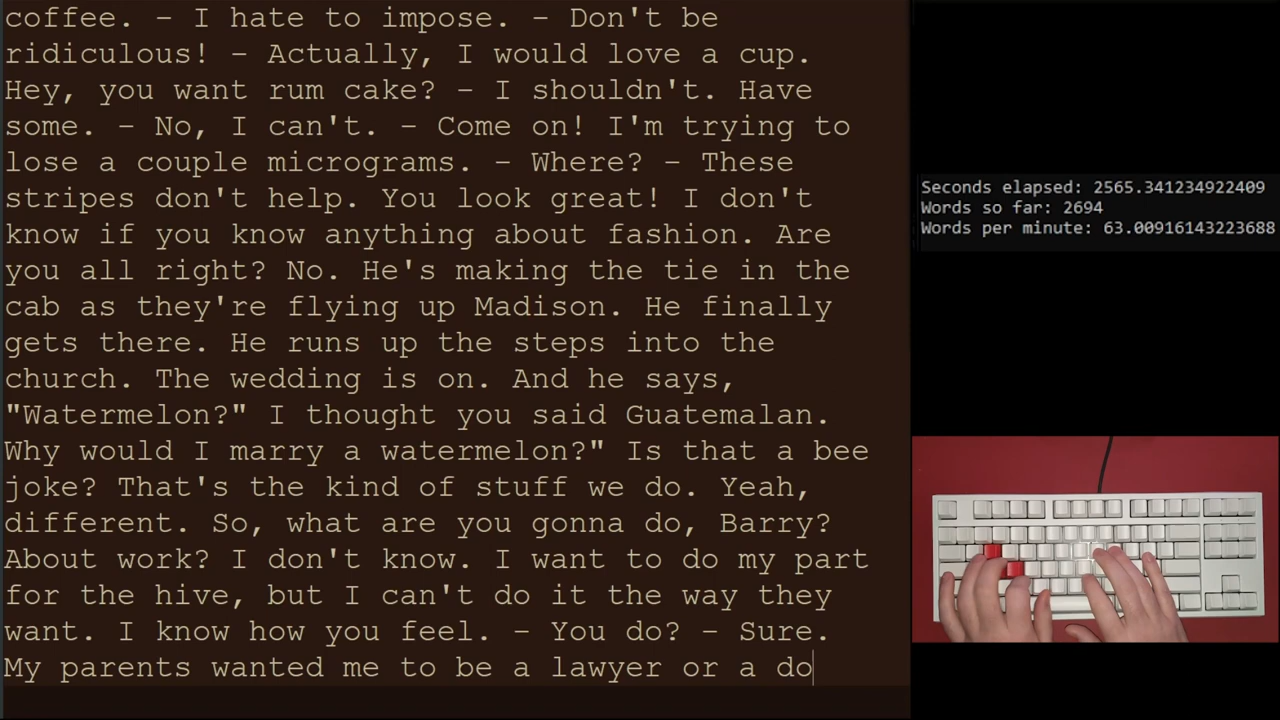 coffee. - I hate to impose. - Don't be
ridiculous! - Actually, I would love a cup.
Hey, you want rum cake? - I shouldn't. Have
some. - No, I can't. - Come on! I'm trying to
lose a couple micrograms. - Where? - These
stripes don't help. You look great! I don't
know if you know anything about fashion. Are
you all right? No. He's making the tie in the
cab as they're flying up Madison. He finally
gets there. He runs up the steps into the
church. The wedding is on. And he says,
"Watermelon?" I thought you said Guatemalan.
Why would I marry a watermelon?" Is that a bee
joke? That's the kind of stuff we do. Yeah,
different. So, what are you gonna do, Barry?
About work? I don't know. I want to do my part
for the hive, but I can't do it the way they
want. I know how you feel. - You do? - Sure.
My parents wanted me to be a lawyer or a do
Seconds elapsed: 2565.341234922409
Words so far: 2694
Words per minute: 63.00916143223688